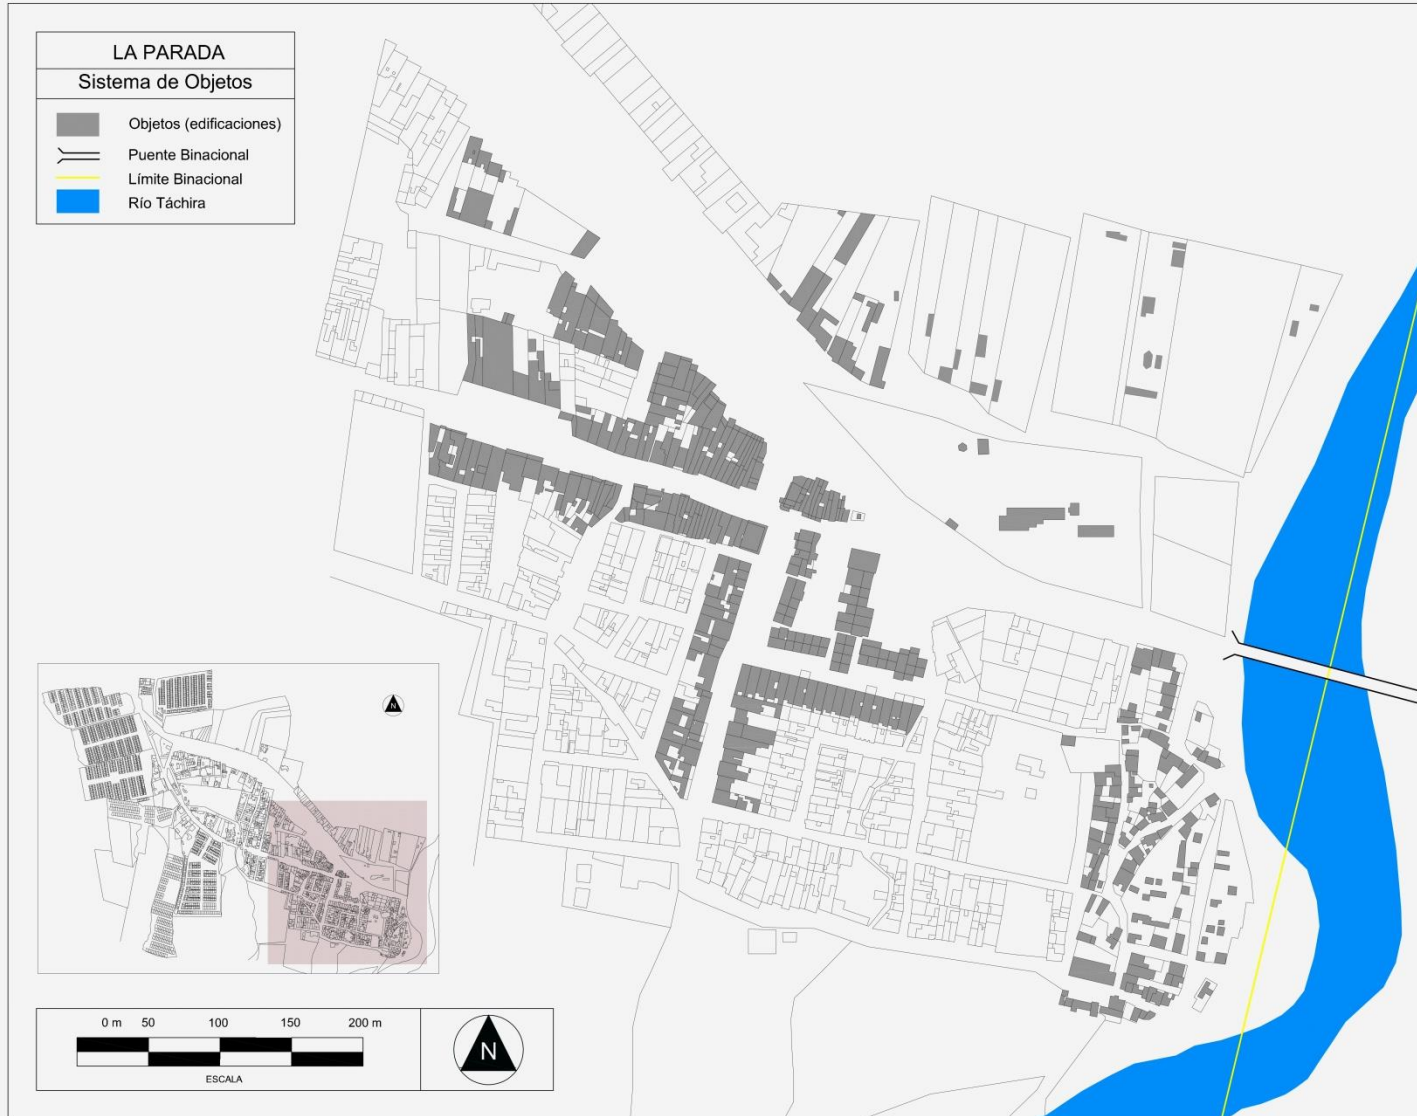 LA PARADA
Sistema de Objetos
Objetos (edificaciones)
Puente Binacional
Límite Binacional
Río Táchira
N
0 m 50 100 150 200 m
ESCALA
N